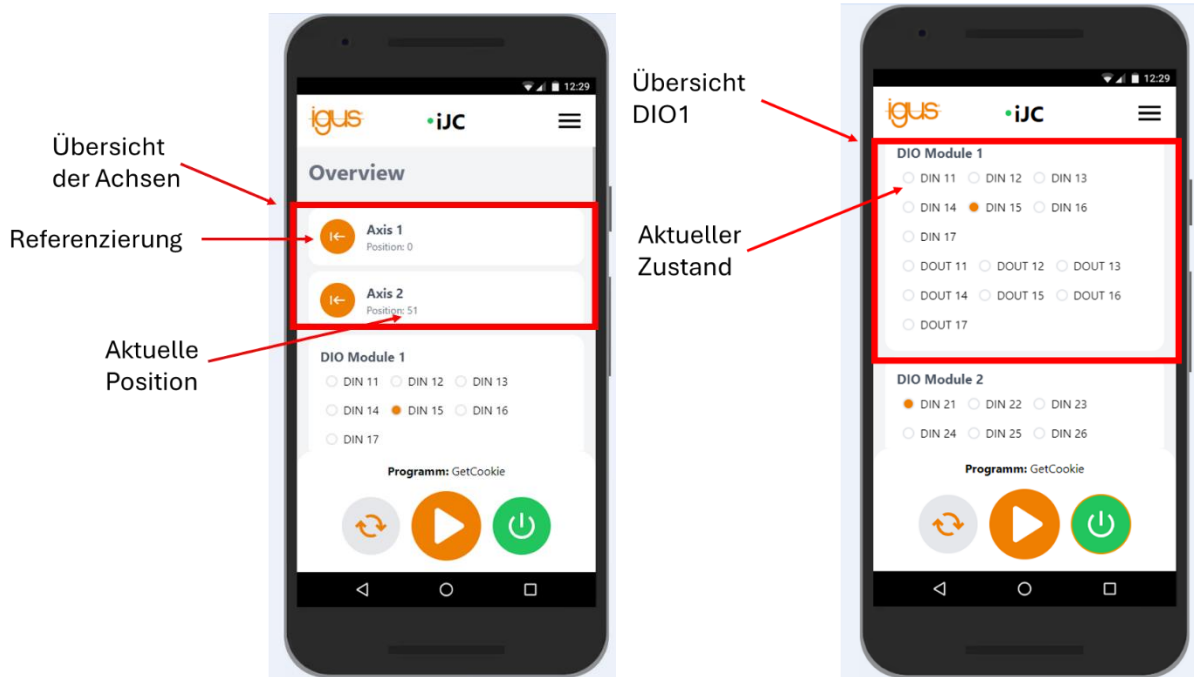 Übersicht
der Achsen
Referenzierung
Aktuelle
Position
12:29
igus
iJC
Overview
Axis 1
Position: 0
Axis 2
Position: 51
DIO Module 1
DIN 11 DIN 12 DIN 13
DIN 14 DIN 15 DIN 16
DIN 17
Programm: GetCookie
Übersicht
DIO1
Aktueller
Zustand
12:29
igus
iJC
DIO Module 1
DIN 11 DIN 12 DIN 13
DIN 14 DIN 15 DIN 16
DIN 17
DOUT 11 DOUT 12 DOUT 13
DOUT 14 DOUT 15 DOUT 16
DOUT 17
DIO Module 2
DIN 21 DIN 22 DIN 23
DIN 24 DIN 25 DIN 26
Programm: GetCookie